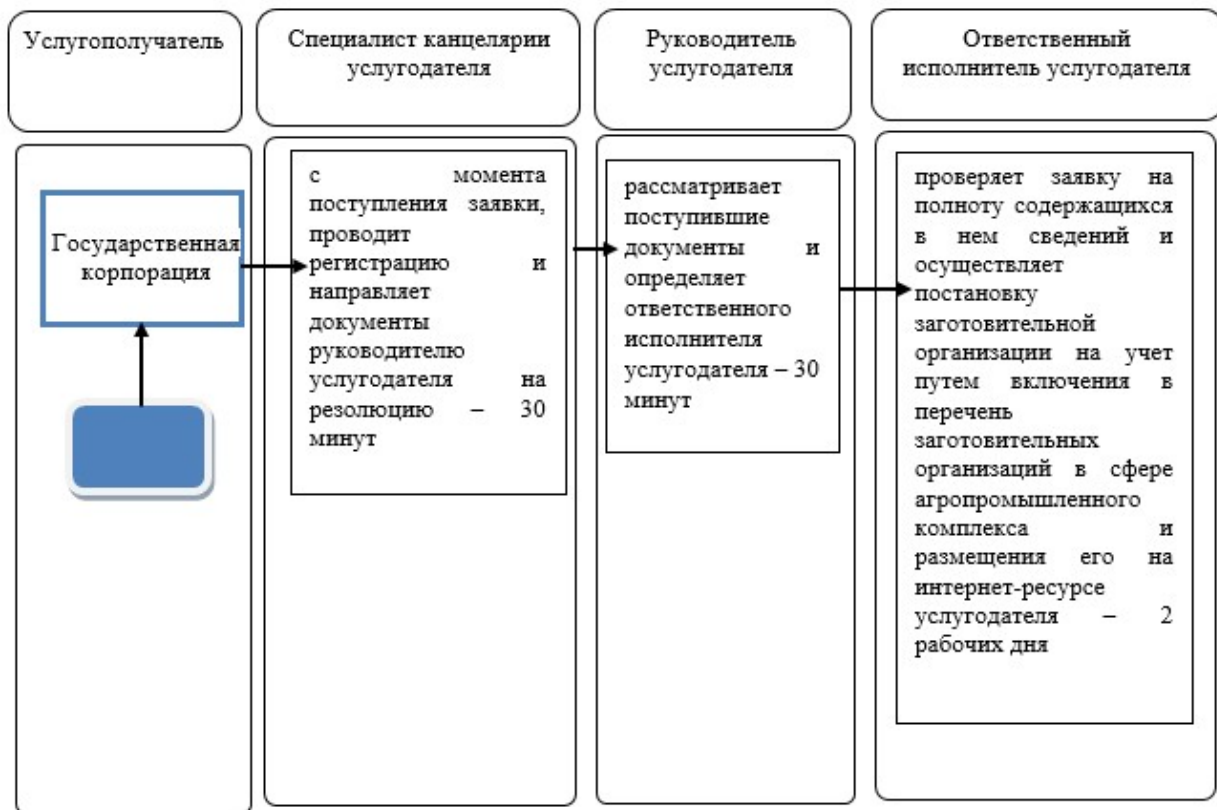 Услугополучатель
Специалист канцелярии
услугодателя
Руководитель
услугодателя
Ответственный
исполнитель услугодателя
Государственная
корпорация
с момента
поступления заявки,
проводит
регистрацию и
направляет
документы
руководителю
услугодателя на
резолюцию – 30
минут
рассматривает
поступившие
документы и
определяет
ответственного
исполнителя
услугодателя – 30
минут
проверяет заявку на
полноту содержащихся
в нем сведений и
осуществляет
постановку
заготовительной
организации на учет
путем включения в
перечень
заготовительных
организаций в сфере
агропромышленного
комплекса и
размещения его на
интернет-ресурсе
услугодателя – 2
рабочих дня